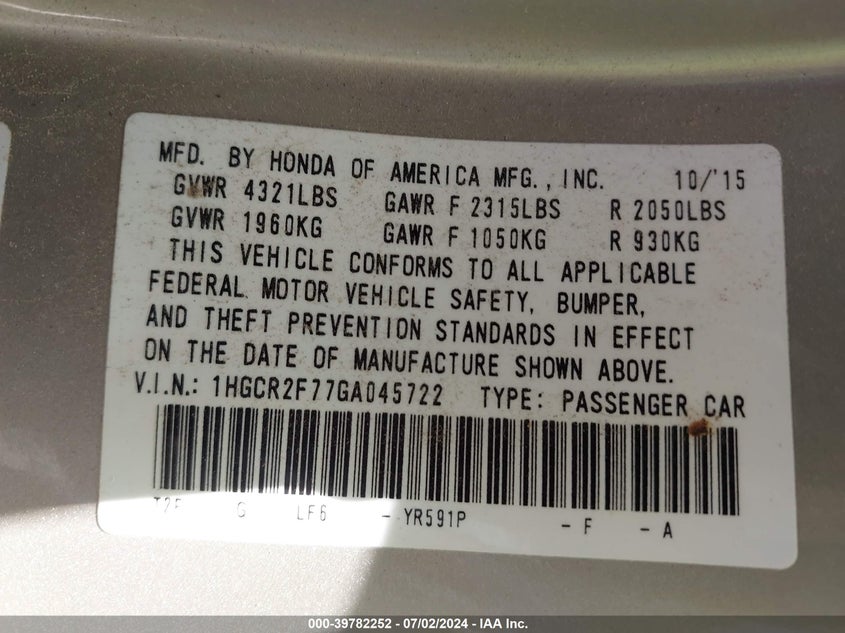 MFD. BY HONDA OF AMERICA MFG., INC. 10/'15
GVWR 4321LBS GAWR F 2315LBS R 2050LBS
GVWR 1960KG GAWR F 1050KG R 930KG
THIS VEHICLE CONFORMS TO ALL APPLICABLE
FEDERAL MOTOR VEHICLE SAFETY, BUMPER,
AND THEFT PREVENTION STANDARDS IN EFFECT
ON THE DATE OF MANUFACTURE SHOWN ABOVE.
V.I.N.: 1HGCR2F77GA045722 TYPE: PASSENGER CAR
G LF6 - YR591P - F - A
000-39782252 - 07/02/2024 - IAA Inc.